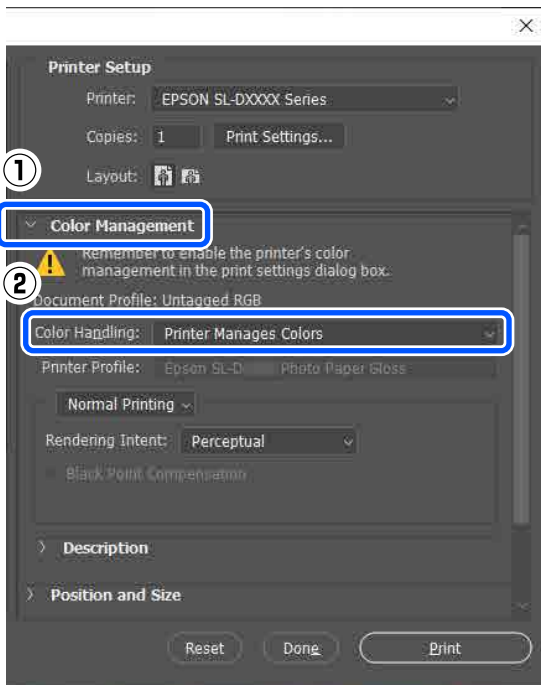 Printer Setup
Printer: EPSON SL-DXXXX Series
Copies: 1 Print Settings...
①
Layout:
Color Management
Remember to enable the printer's color
management in the print settings dialog box.
②
Document Profile: Untagged RGB
Color Handling: Printer Manages Colors
Printer Profile: Epson SL-D Photo Paper Gloss
Normal Printing
Rendering Intent: Perceptual
Black Point Compensation
Description
Position and Size
Reset Done Print